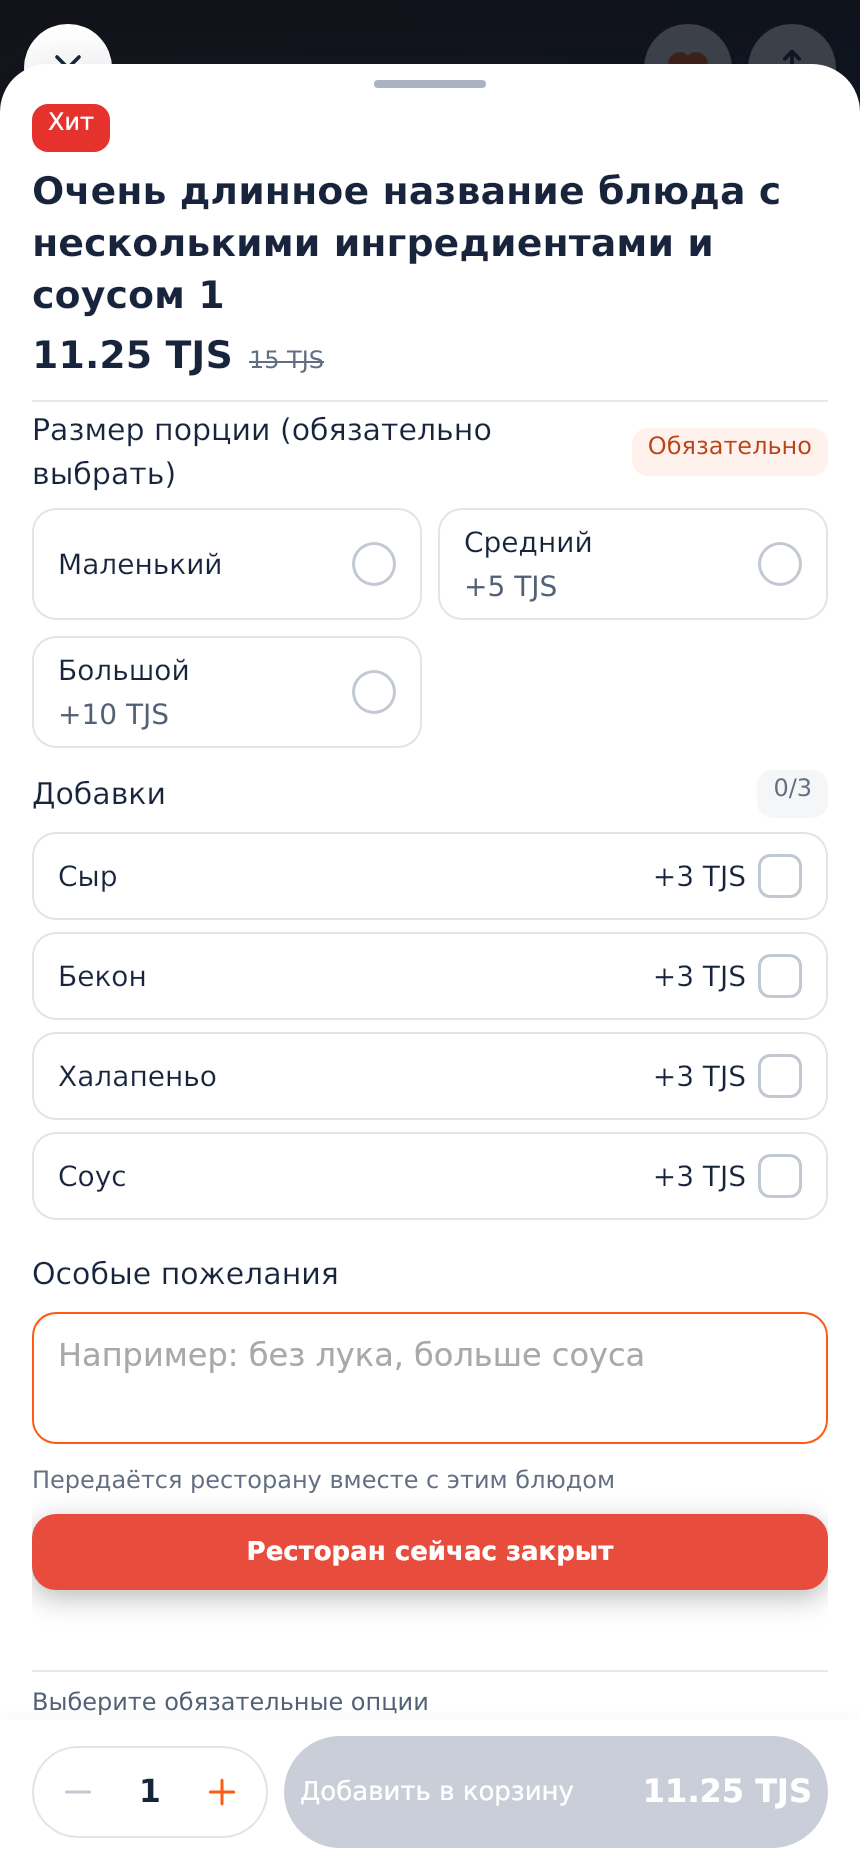 Хит
Очень длинное название блюда с
несколькими ингредиентами и
соусом 1
11.25 TJS 15 TJS
Размер порции (обязательно
выбрать)
Обязательно
Маленький
Средний
+5 TJS
Большой
+10 TJS
Добавки 0/3
Сыр +3 TJS
Бекон +3 TJS
Халапеньо +3 TJS
Соус +3 TJS
Особые пожелания
Например: без лука, больше соуса
Передаётся ресторану вместе с этим блюдом
Ресторан сейчас закрыт
Выберите обязательные опции
1 Добавить в корзину 11.25 TJS